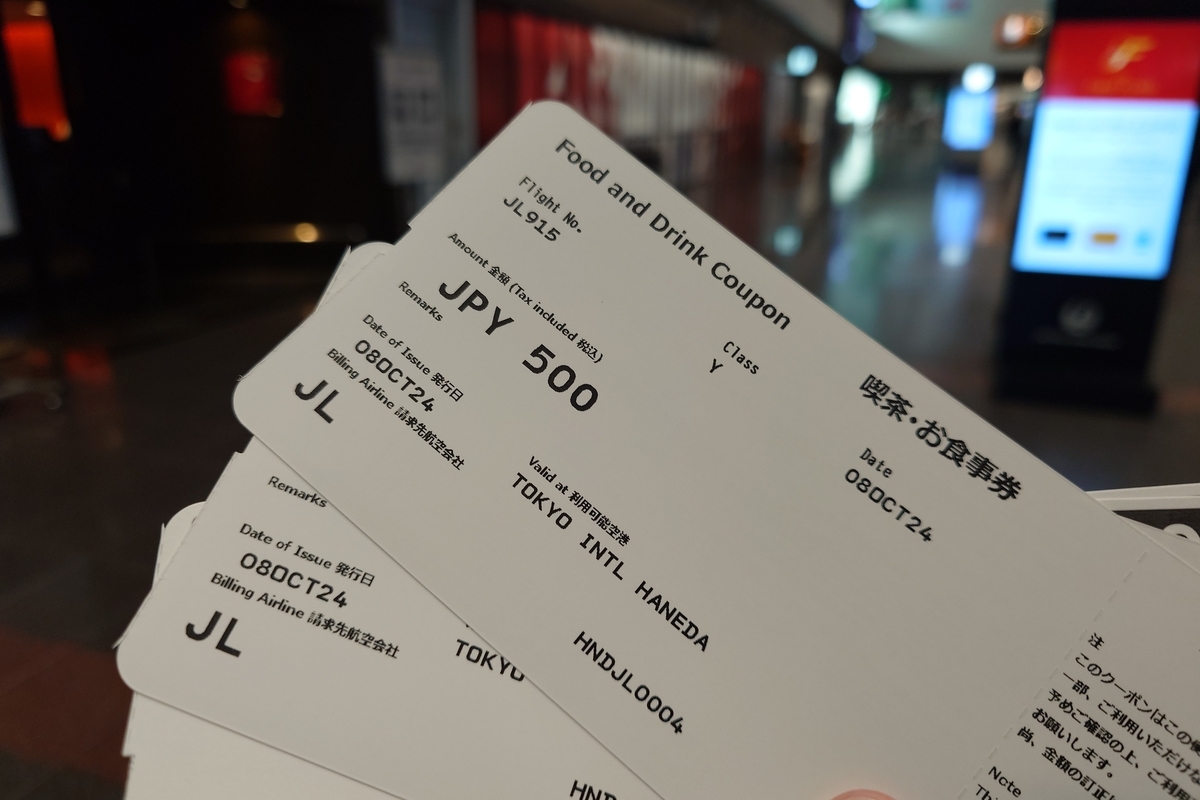 Food and Drink Coupon
喫茶・お食事券
Flight No.
JL915
Class
Y
Date
08OCT24
Amount 金額 (Tax included 税込)
JPY 500
Remarks
Valid at 利用可能空港
TOKYO INTL HANEDA
Date of Issue 発行日
08OCT24
Billing Airline 請求先航空会社
JL
HNDJL0004
注
このクーポンはこの便
一部、ご利用いただけな
予めご確認の上、ご利用
お願いします。
尚、金額の訂正
Note
Remarks
Date of Issue 発行日
08OCT24
Billing Airline 請求先航空会社
JL
TOKYO
HND